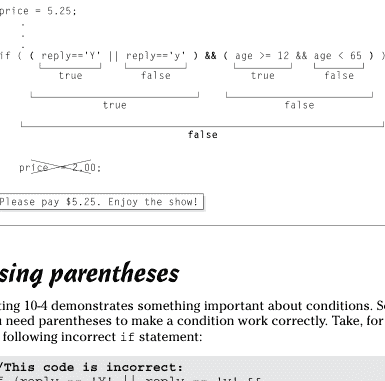 price = 5.25;
.
.
.
if ( ( reply=='Y' || reply=='y' ) && ( age >= 12 && age < 65 ) )
true false true false
true false
false
price = 2.00;
Please pay $5.25. Enjoy the show!
sing parentheses
ting 10-4 demonstrates something important about conditions. S
u need parentheses to make a condition work correctly. Take, for
following incorrect if statement:
/This code is incorrect: